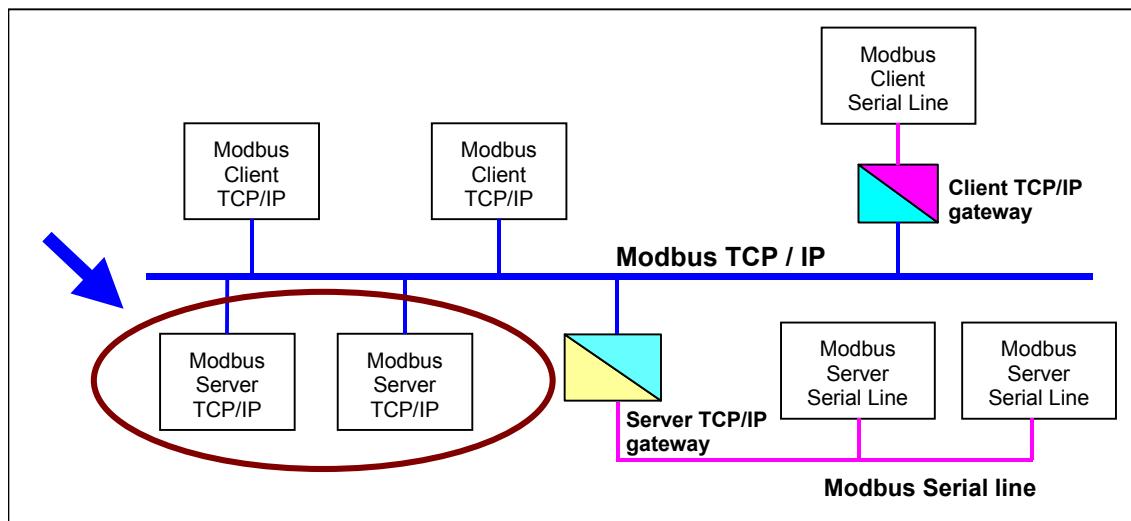 Modbus
Client
Serial Line
Modbus
Client
TCP/IP
Modbus
Client
TCP/IP
Client TCP/IP
gateway
Modbus TCP / IP
Modbus
Server
TCP/IP
Modbus
Server
TCP/IP
Server TCP/IP
gateway
Modbus
Server
Serial Line
Modbus
Server
Serial Line
Modbus Serial line